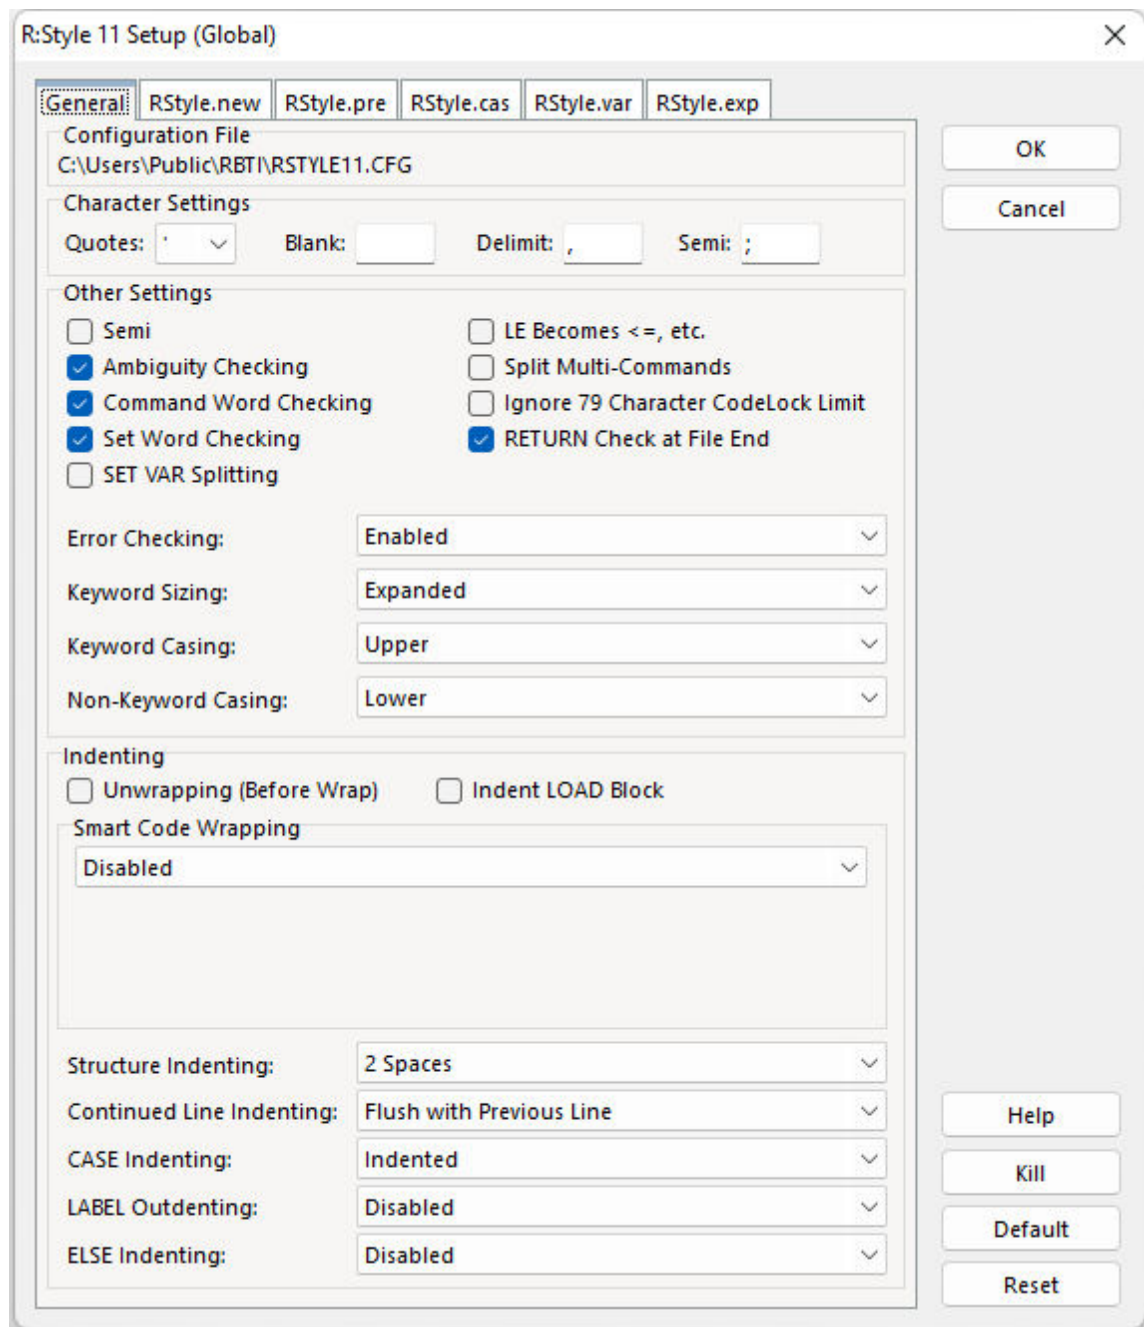 R:Style 11 Setup (Global)
General RStyle.new RStyle.pre RStyle.cas RStyle.var RStyle.exp
Configuration File
C:\Users\Public\RBTI\RSTYLE11.CFG
OK
Character Settings
Cancel
Quotes: ' Blank: Delimit: , Semi: ;
Other Settings
Semi LE Becomes <=, etc.
Ambiguity Checking Split Multi-Commands
Command Word Checking Ignore 79 Character CodeLock Limit
Set Word Checking RETURN Check at File End
SET VAR Splitting
Error Checking: Enabled
Keyword Sizing: Expanded
Keyword Casing: Upper
Non-Keyword Casing: Lower
Indenting
Unwrapping (Before Wrap) Indent LOAD Block
Smart Code Wrapping
Disabled
Structure Indenting: 2 Spaces
Continued Line Indenting: Flush with Previous Line
Help
CASE Indenting: Indented
Kill
LABEL Outdenting: Disabled
Default
ELSE Indenting: Disabled
Reset